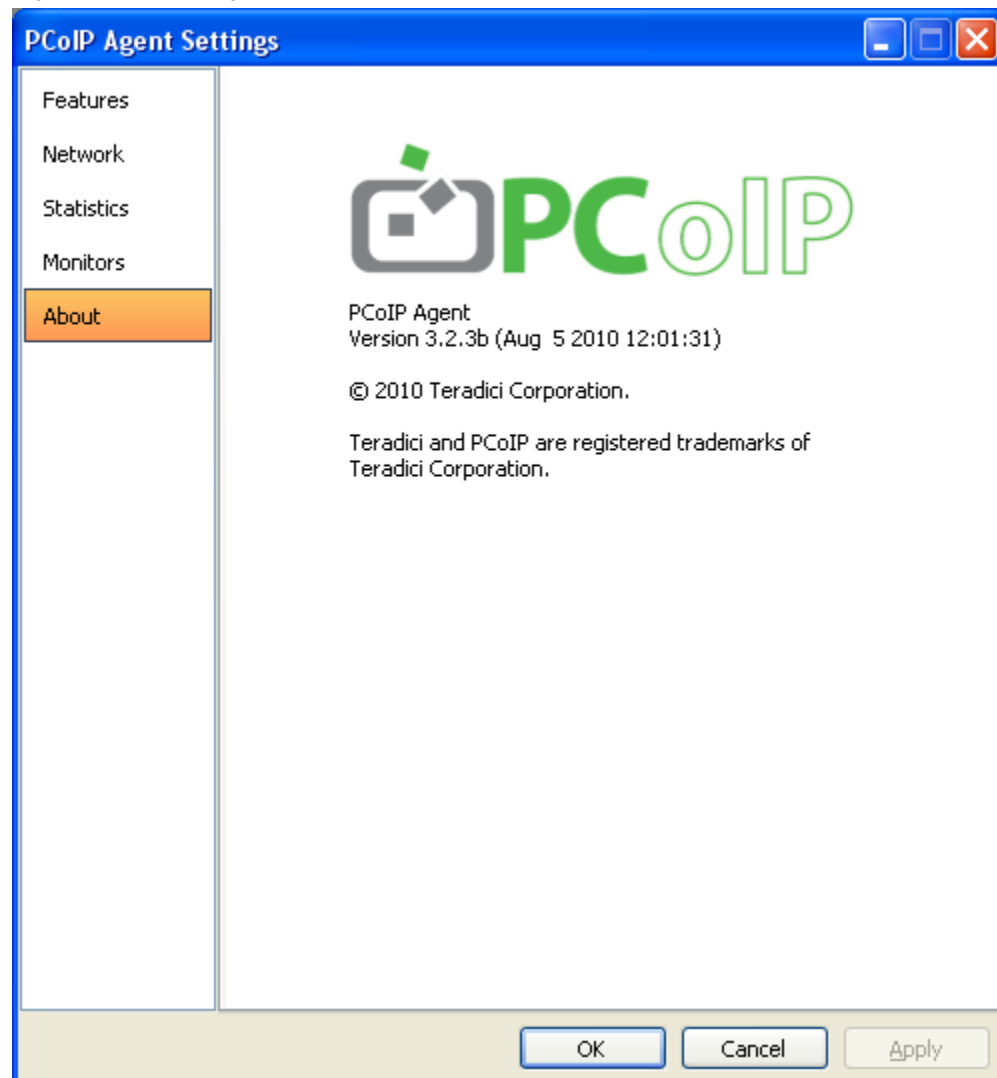 PCoIP Agent Settings
Features
Network
Statistics
Monitors
About
PCoIP
PCoIP Agent
Version 3.2.3b (Aug  5 2010 12:01:31)
© 2010 Teradici Corporation.
Teradici and PCoIP are registered trademarks of
Teradici Corporation.
OK
Cancel
Apply